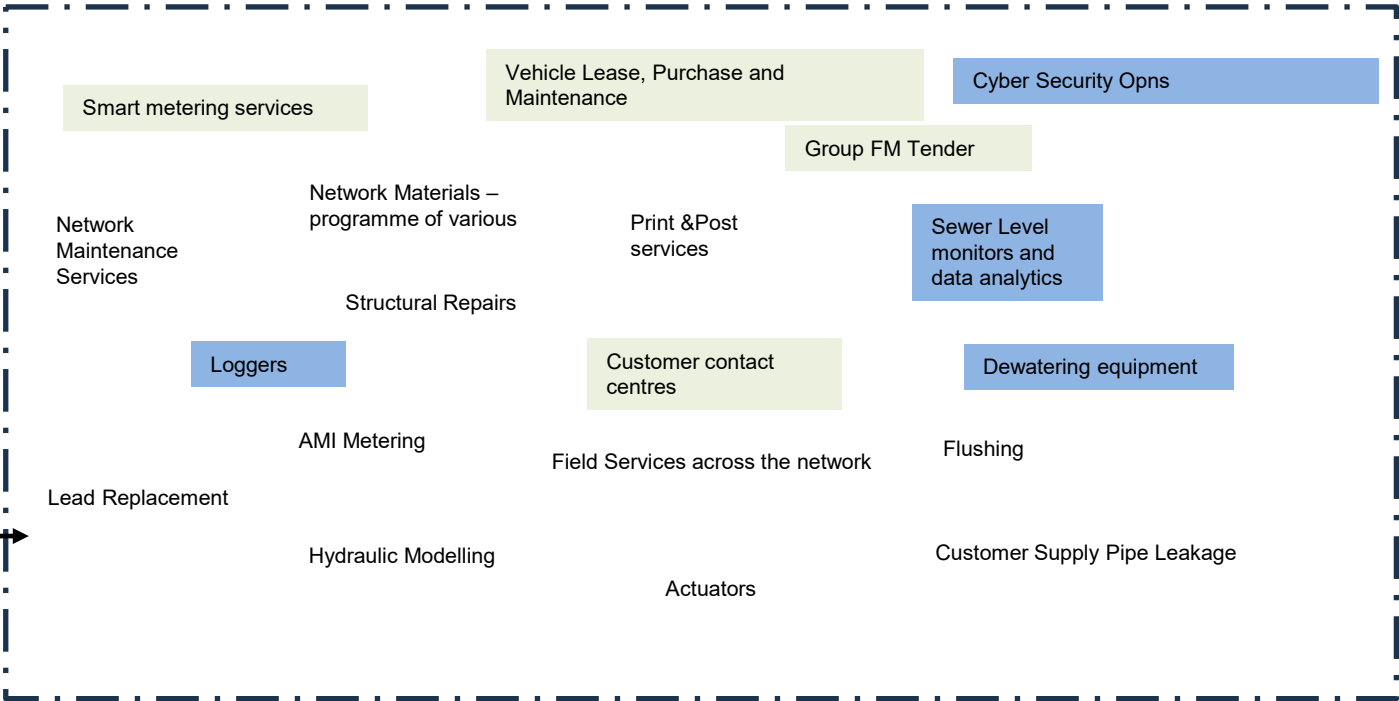 Vehicle Lease, Purchase and
Maintenance
Cyber Security Opns
Smart metering services
Group FM Tender
Network Materials –
programme of various
Network
Maintenance
Services
Print &Post
services
Sewer Level
monitors and
data analytics
Structural Repairs
Loggers
Customer contact
centres
Dewatering equipment
AMI Metering
Field Services across the network
Flushing
Lead Replacement
Hydraulic Modelling
Customer Supply Pipe Leakage
Actuators